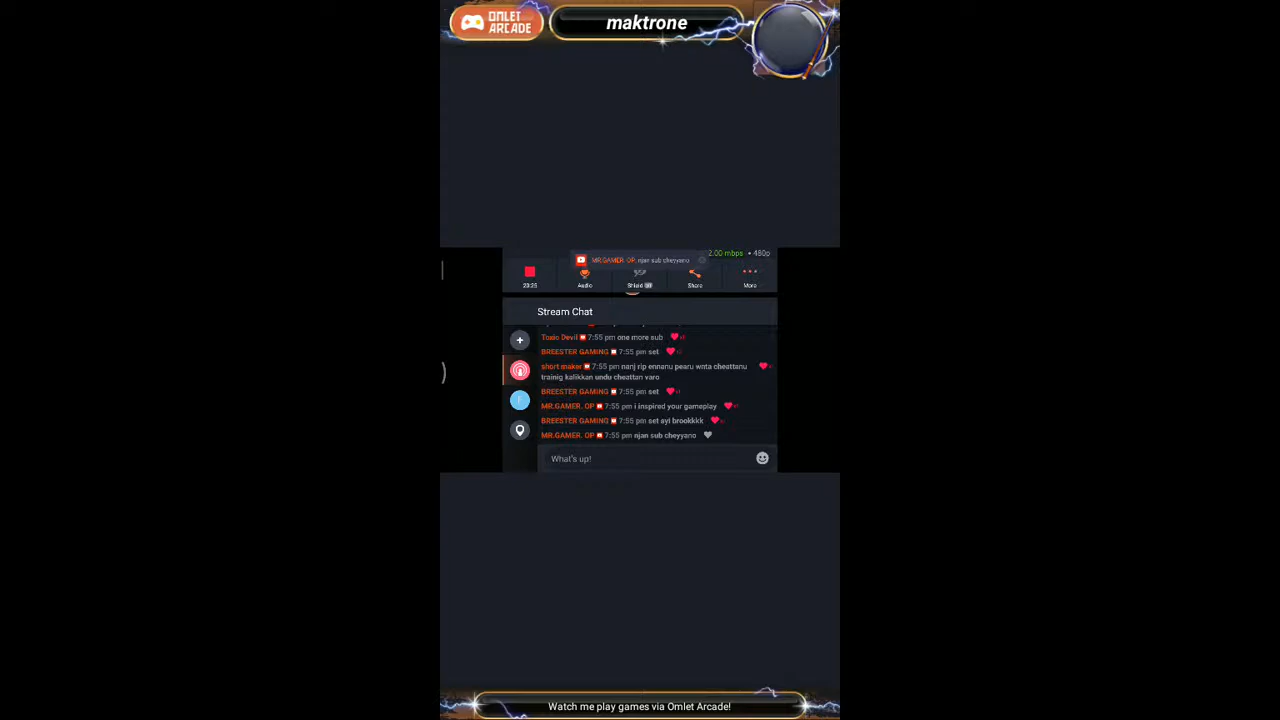 OMLET
ARCADE
maktrone
2.00 mbps • 480p
MR.GAMER. OP, njan sub cheyyano
20:25
Audio
Shield
Share
More
Stream Chat
Toxic Devil 7:55 pm one more sub
BREESTER GAMING 7:55 pm set
short maker 7:55 pm nanj rip ennanu pearu wnta cheattanu
trainig kalikkan undu cheattan varo
BREESTER GAMING 7:55 pm set
MR.GAMER. OP 7:55 pm i inspired your gameplay
BREESTER GAMING 7:55 pm set ayi brookkkk
MR.GAMER. OP 7:55 pm njan sub cheyyano
What's up!
Watch me play games via Omlet Arcade!